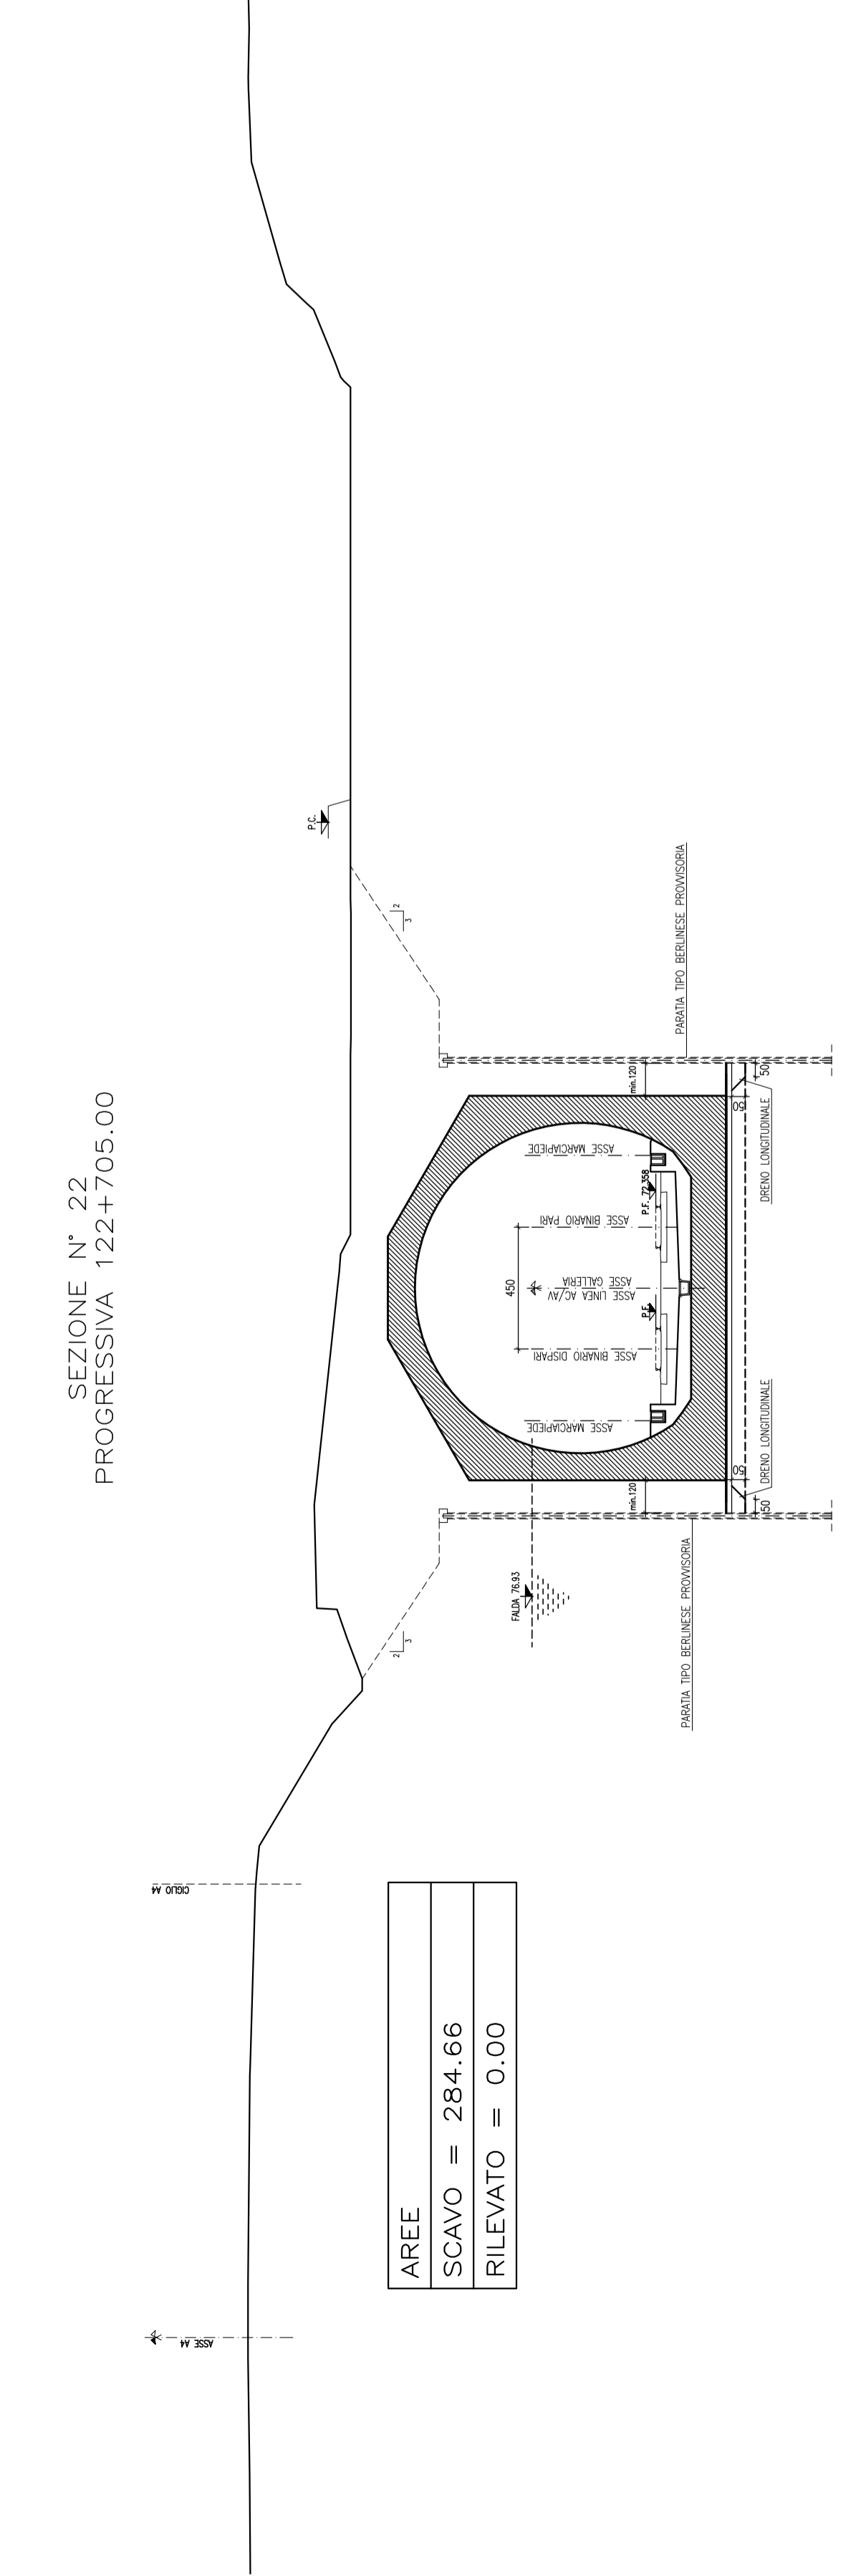 SEZIONE N° 22
PROGRESSIVA 122+705.00
ASSE A4
CIGLIO A4
P.C.
2
3
2
3
AREE
SCAVO = 284.66
RILEVATO = 0.00
FALDA 76.93
450
ASSE MARCIAPIEDE
ASSE BINARIO DISPARI
ASSE LINEA AC/AV
ASSE GALLERIA
ASSE BINARIO PARI
ASSE MARCIAPIEDE
P.F.
P.F. 72.358
min.120
min.120
PARATIA TIPO BERLINESE PROVVISORIA
PARATIA TIPO BERLINESE PROVVISORIA
50
50
50
50
DRENO LONGITUDINALE
DRENO LONGITUDINALE